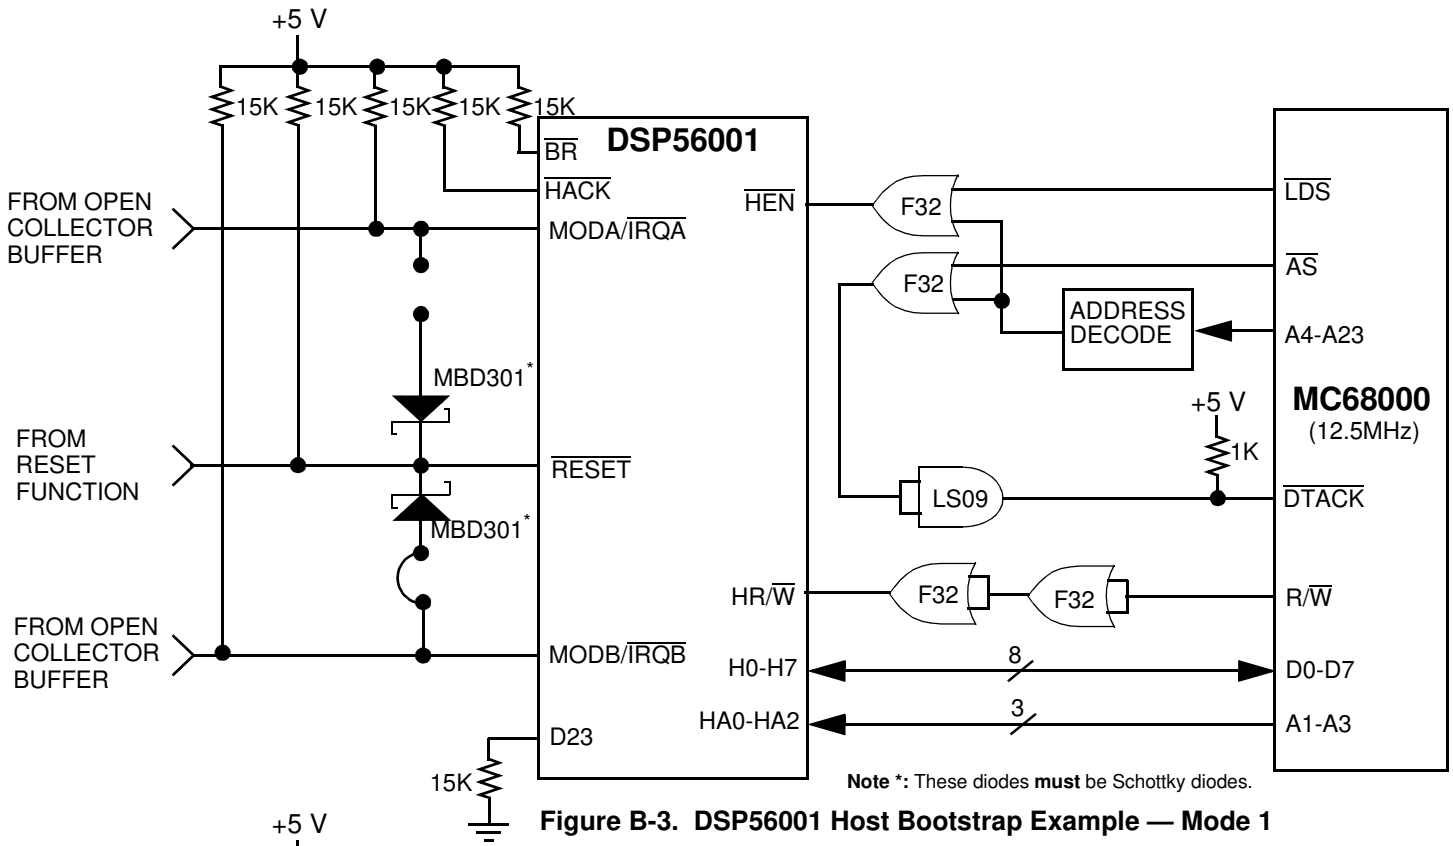 +5 V
15K 15K 15K 15K 15K
DSP56001
BR
HACK
HEN
F32
LDS
FROM OPEN
COLLECTOR
BUFFER
MODA/IRQA
F32
AS
ADDRESS
DECODE
A4-A23
MBD301*
+5 V
MC68000
(12.5MHz)
1K
FROM
RESET
FUNCTION
RESET
LS09
DTACK
MBD301*
HR/W
F32
F32
R/W
FROM OPEN
COLLECTOR
BUFFER
MODB/IRQB
H0-H7
8
D0-D7
HA0-HA2
3
A1-A3
D23
15K
Note *: These diodes must be Schottky diodes.
Figure B-3. DSP56001 Host Bootstrap Example — Mode 1
+5 V